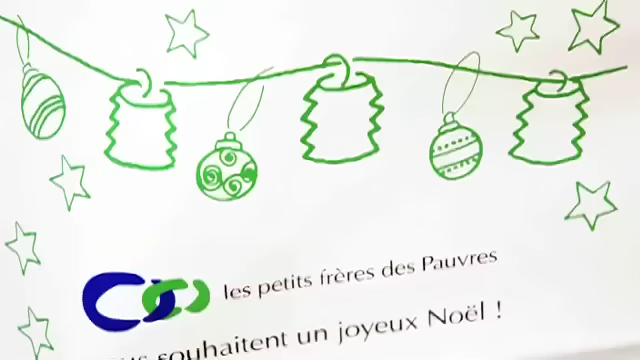 les petits frères des Pauvres
souhaitent un joyeux Noël !